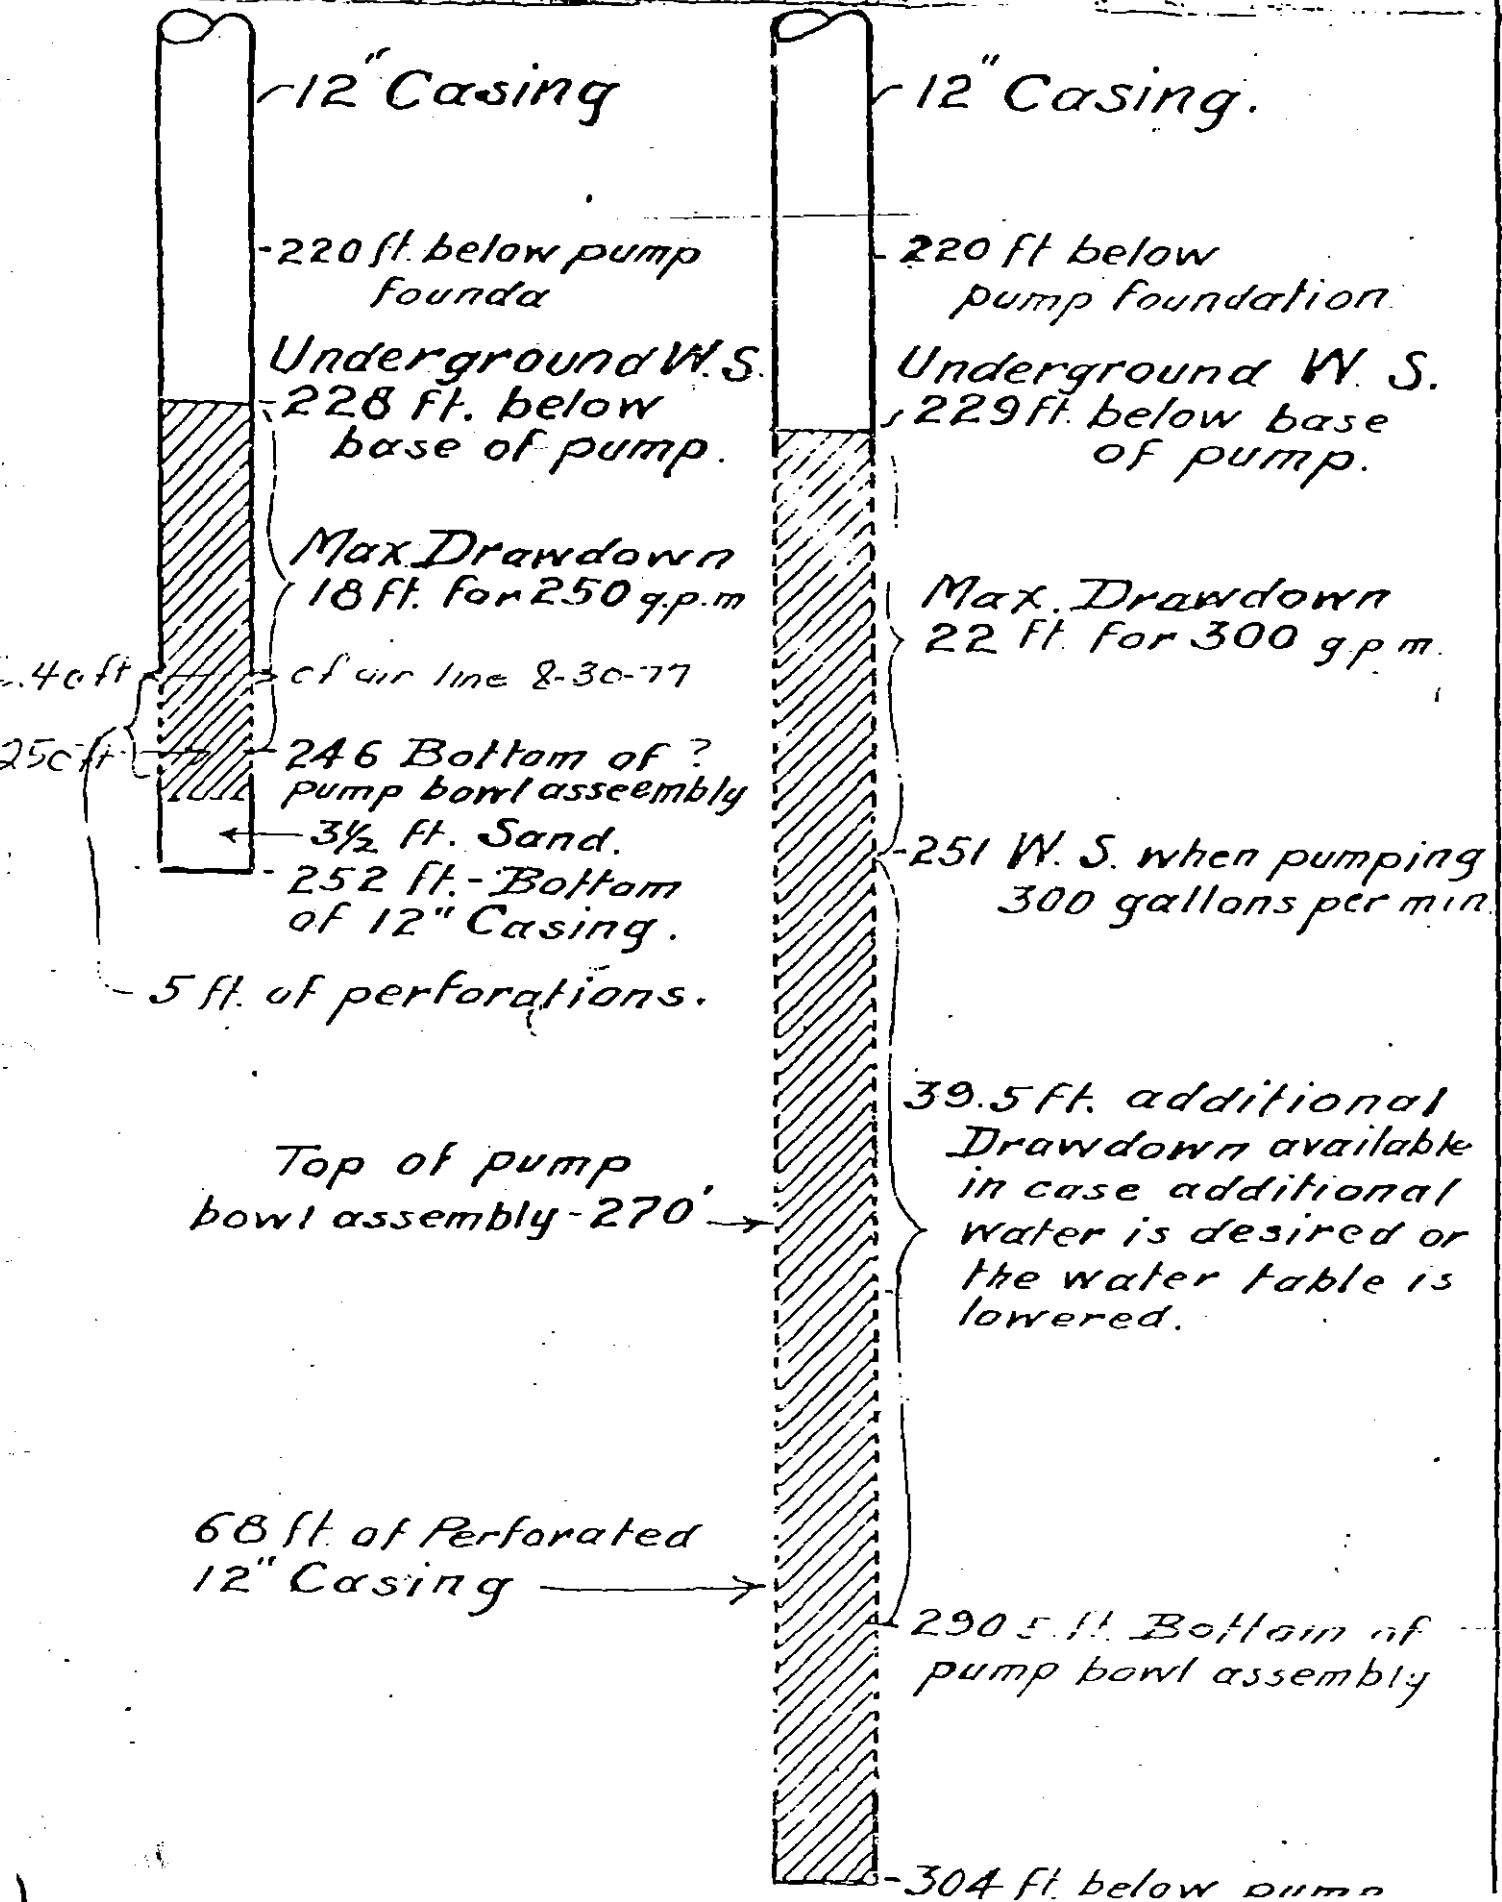 12" Casing
220 ft. below pump
founda
Underground W.S.
228 ft. below
base of pump.
Max. Drawdown
18 ft. for 250 g.p.m
of air line 8-30-77
250 ft
246 Bottom of ?
pump bowl asseembly
3½ ft. Sand.
252 ft.- Bottom
of 12" Casing.
5 ft. of perforations.
12" Casing.
220 ft below
pump foundation.
Underground W. S.
229 ft. below base
of pump.
Max. Drawdown
22 ft. for 300 g.p.m.
251 W. S. when pumping
300 gallons per min.
39.5 ft. additional
Drawdown available
in case additional
water is desired or
the water table is
lowered.
Top of pump
bowl assembly - 270'
68 ft. of Perforated
12" Casing
290.5 ft. Bottom of
pump bowl assembly
304 ft. below pump